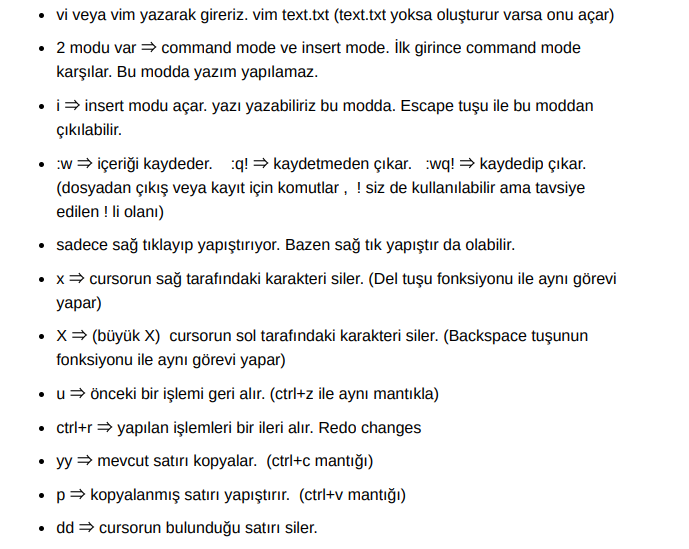 • vi veya vim yazarak gireriz. vim text.txt (text.txt yoksa oluşturur varsa onu açar)
• 2 modu var ⇒ command mode ve insert mode. İlk girince command mode
karşılar. Bu modda yazım yapılamaz.
• i ⇒ insert modu açar. yazı yazabiliriz bu modda. Escape tuşu ile bu moddan
çıkılabilir.
• :w ⇒ içeriği kaydeder.    :q! ⇒ kaydetmeden çıkar.   :wq! ⇒ kaydedip çıkar.
(dosyadan çıkış veya kayıt için komutlar ,  ! siz de kullanılabilir ama tavsiye
edilen ! li olanı)
• sadece sağ tıklayıp yapıştırıyor. Bazen sağ tık yapıştır da olabilir.
• x ⇒ cursorun sağ tarafındaki karakteri siler. (Del tuşu fonksiyonu ile aynı görevi
yapar)
• X ⇒ (büyük X)  cursorun sol tarafındaki karakteri siler. (Backspace tuşunun
fonksiyonu ile aynı görevi yapar)
• u ⇒ önceki bir işlemi geri alır. (ctrl+z ile aynı mantıkla)
• ctrl+r ⇒ yapılan işlemleri bir ileri alır. Redo changes
• yy ⇒ mevcut satırı kopyalar.  (ctrl+c mantığı)
• p ⇒ kopyalanmış satırı yapıştırır.  (ctrl+v mantığı)
• dd ⇒ cursorun bulunduğu satırı siler.